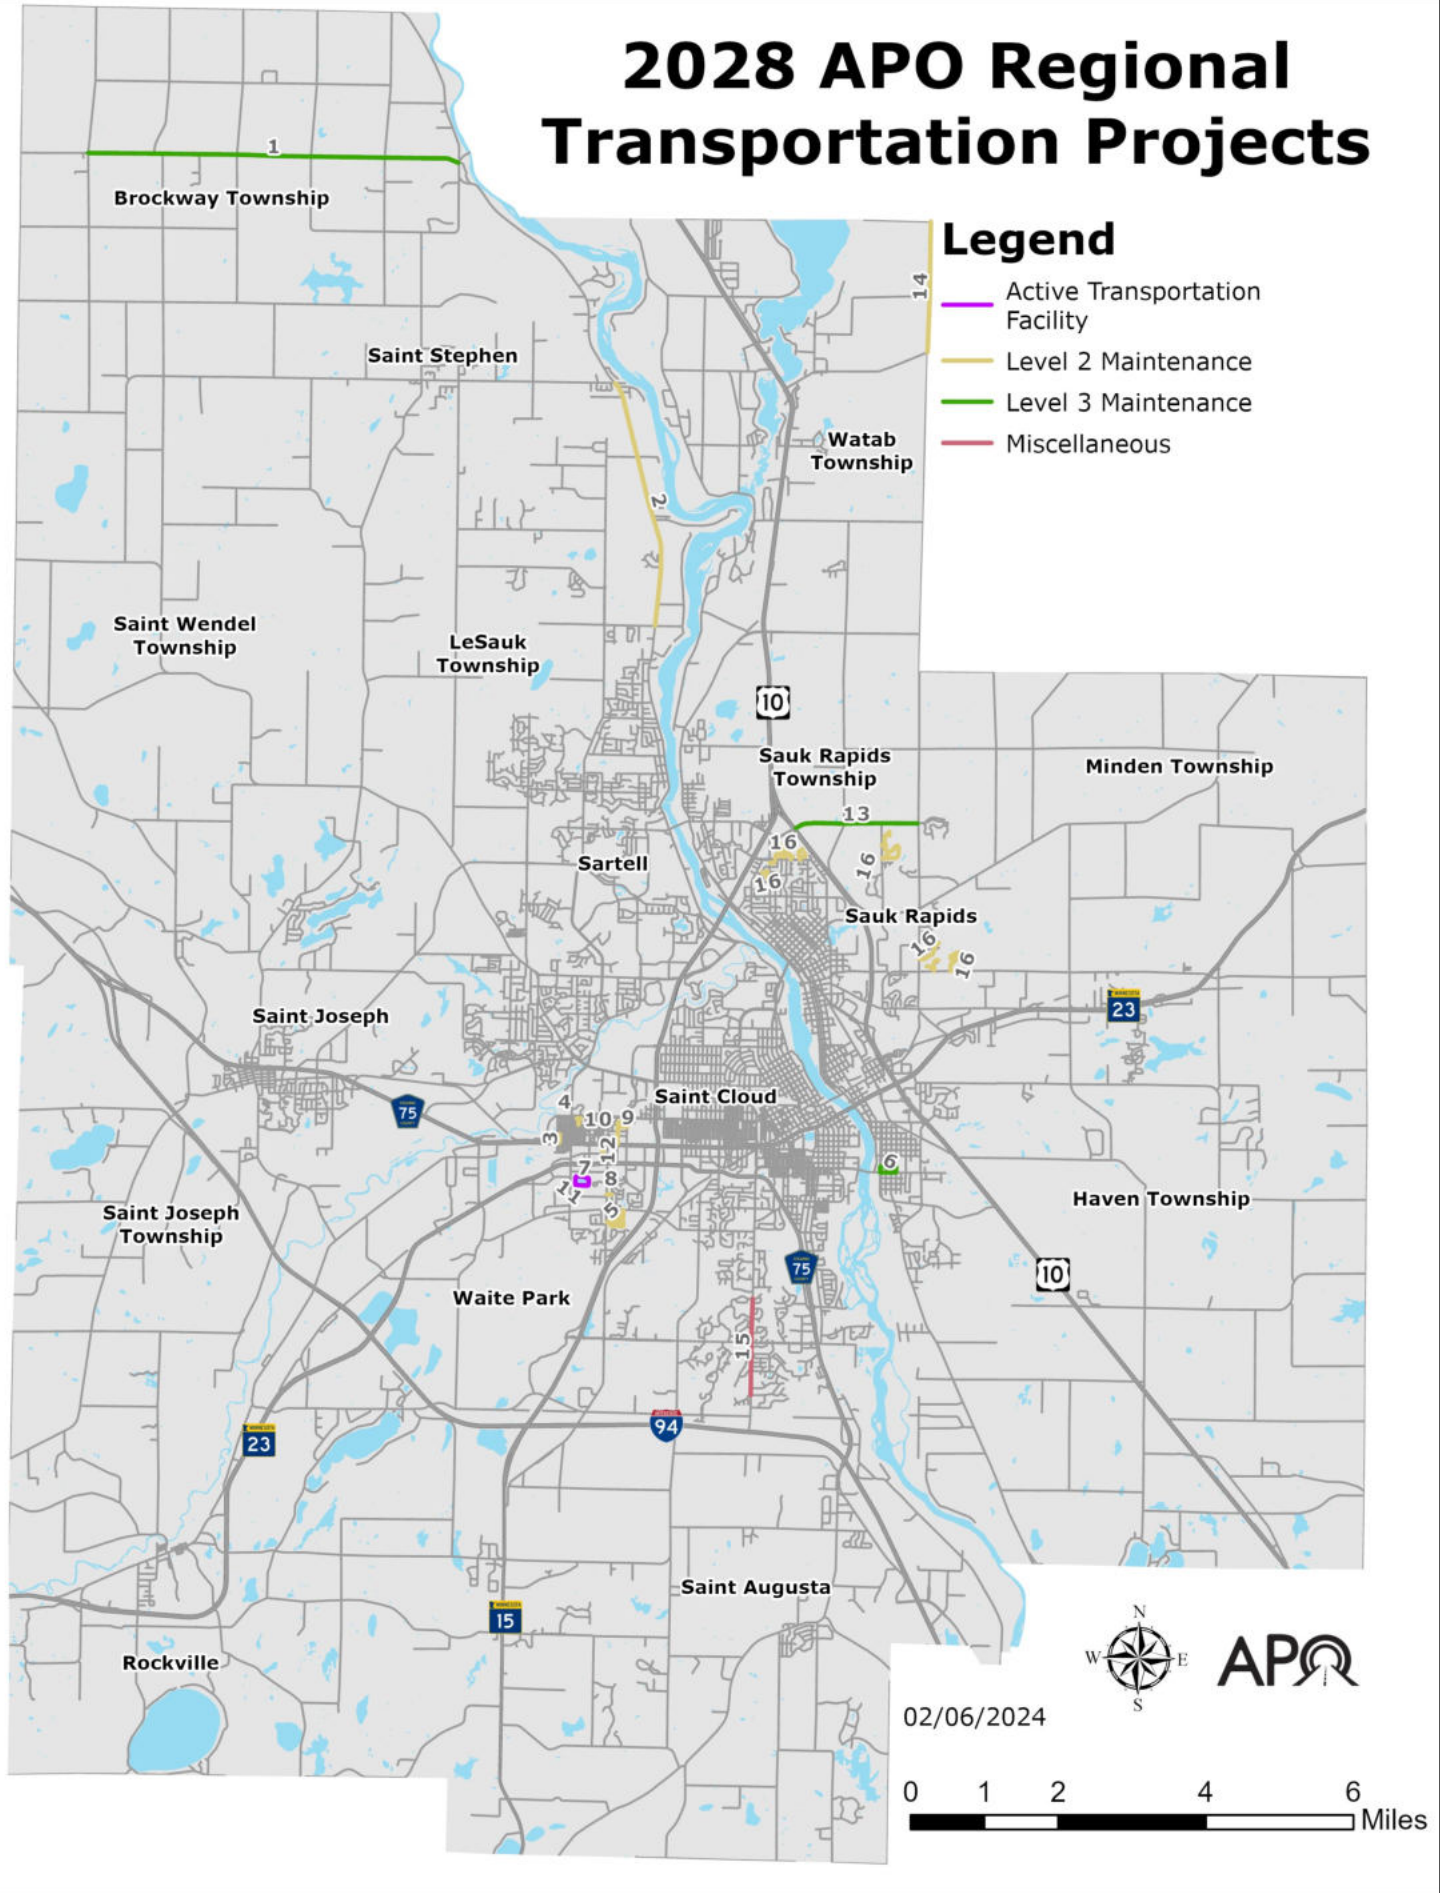 2028 APO Regional
Transportation Projects
Legend
Active Transportation
Facility
Level 2 Maintenance
Level 3 Maintenance
Miscellaneous
1
Brockway Township
14
Saint Stephen
Watab
Township
2
Saint Wendel
Township
LeSauk
Township
10
Sauk Rapids
Township
Minden Township
13
16
16
16
Sartell
Sauk Rapids
16
16
23
Saint Joseph
75
Saint Cloud
4
10
9
3
12
7
8
11
5
6
Haven Township
Saint Joseph
Township
75
10
Waite Park
15
94
23
Saint Augusta
15
Rockville
N
W
E
S
APO
02/06/2024
0 1 2 4 6
Miles